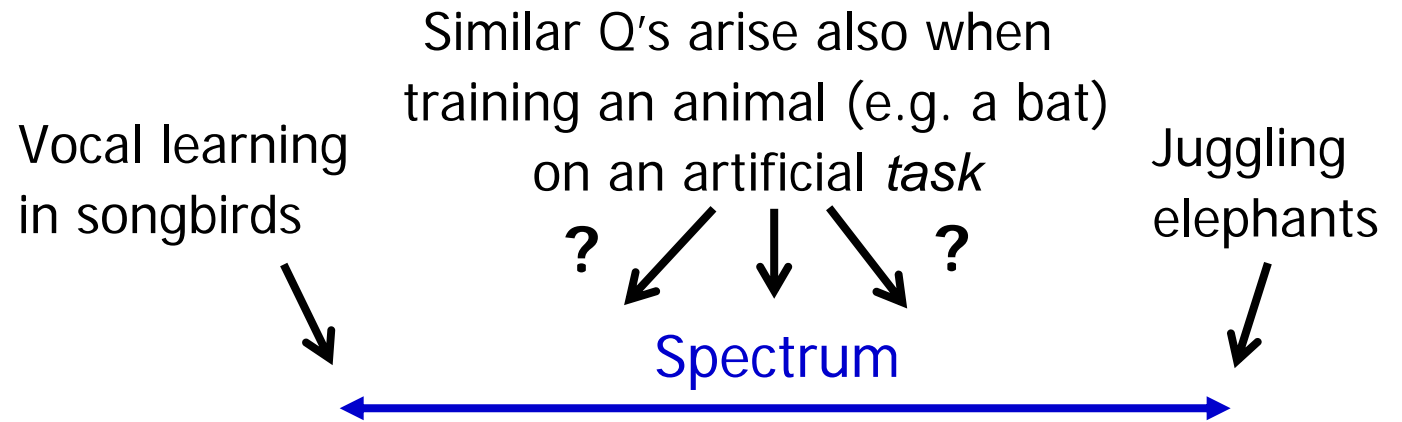 Similar Q's arise also when
training an animal (e.g. a bat)
on an artificial task
Vocal learning
in songbirds
Juggling
elephants
?
?
Spectrum